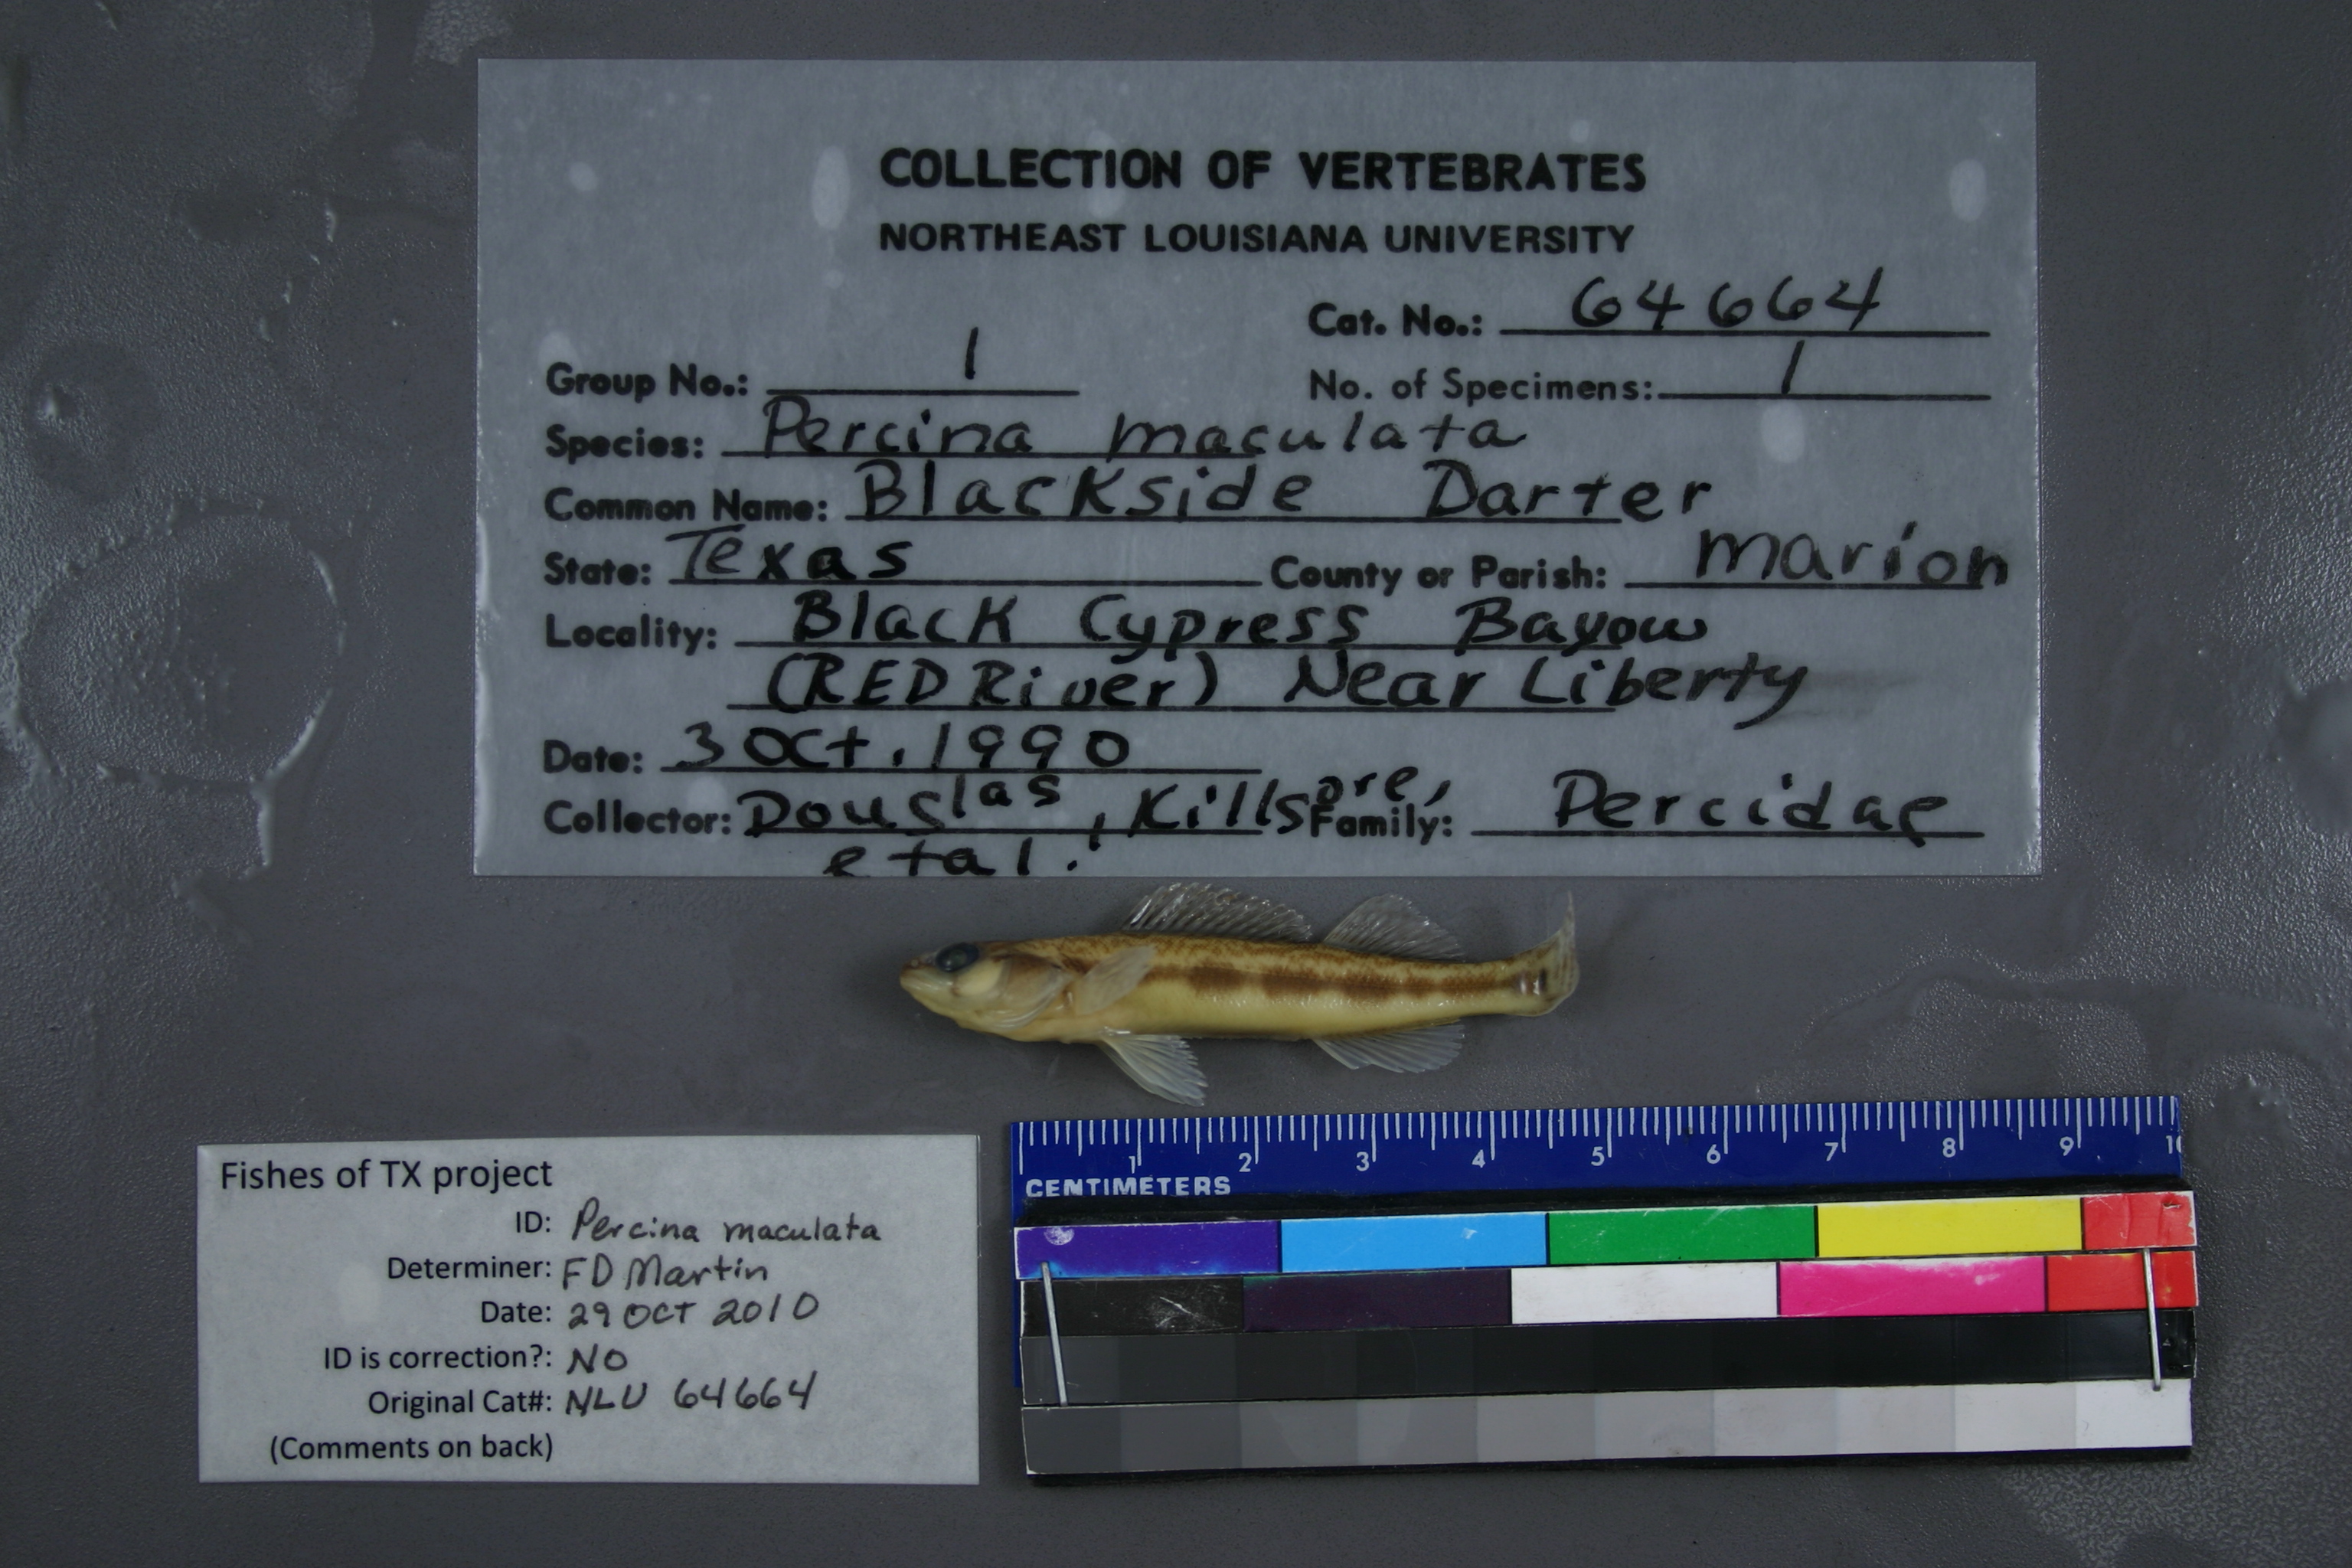 COLLECTION OF VERTEBRATES
NORTHEAST LOUISIANA UNIVERSITY
Cat. No.: 64664
Group No.: 1 No. of Specimens: 1
Species: Percina maculata
Common Name: Blackside Darter
State: Texas County or Parish: Marion
Locality: Black Cypress Bayou
(RED River) Near Liberty
Date: 3 Oct. 1990
Collector: Douglas, Killgore, Family: Percidae
et al.
Fishes of TX project
ID: Percina maculata
Determiner: FD Martin
Date: 29 OCT 2010
ID is correction?: NO
Original Cat#: NLU 64664
(Comments on back)
1 2 3 4 5 6 7 8 9 10
CENTIMETERS